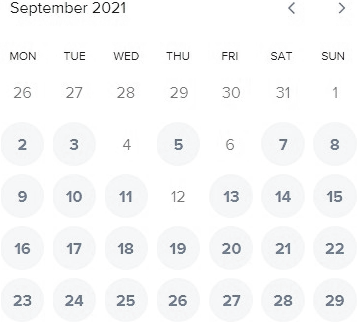 September 2021
MON TUE WED THU FRI SAT SUN
26 27 28 29 30 31 1
2 3 4 5 6 7 8
9 10 11 12 13 14 15
16 17 18 19 20 21 22
23 24 25 26 27 28 29